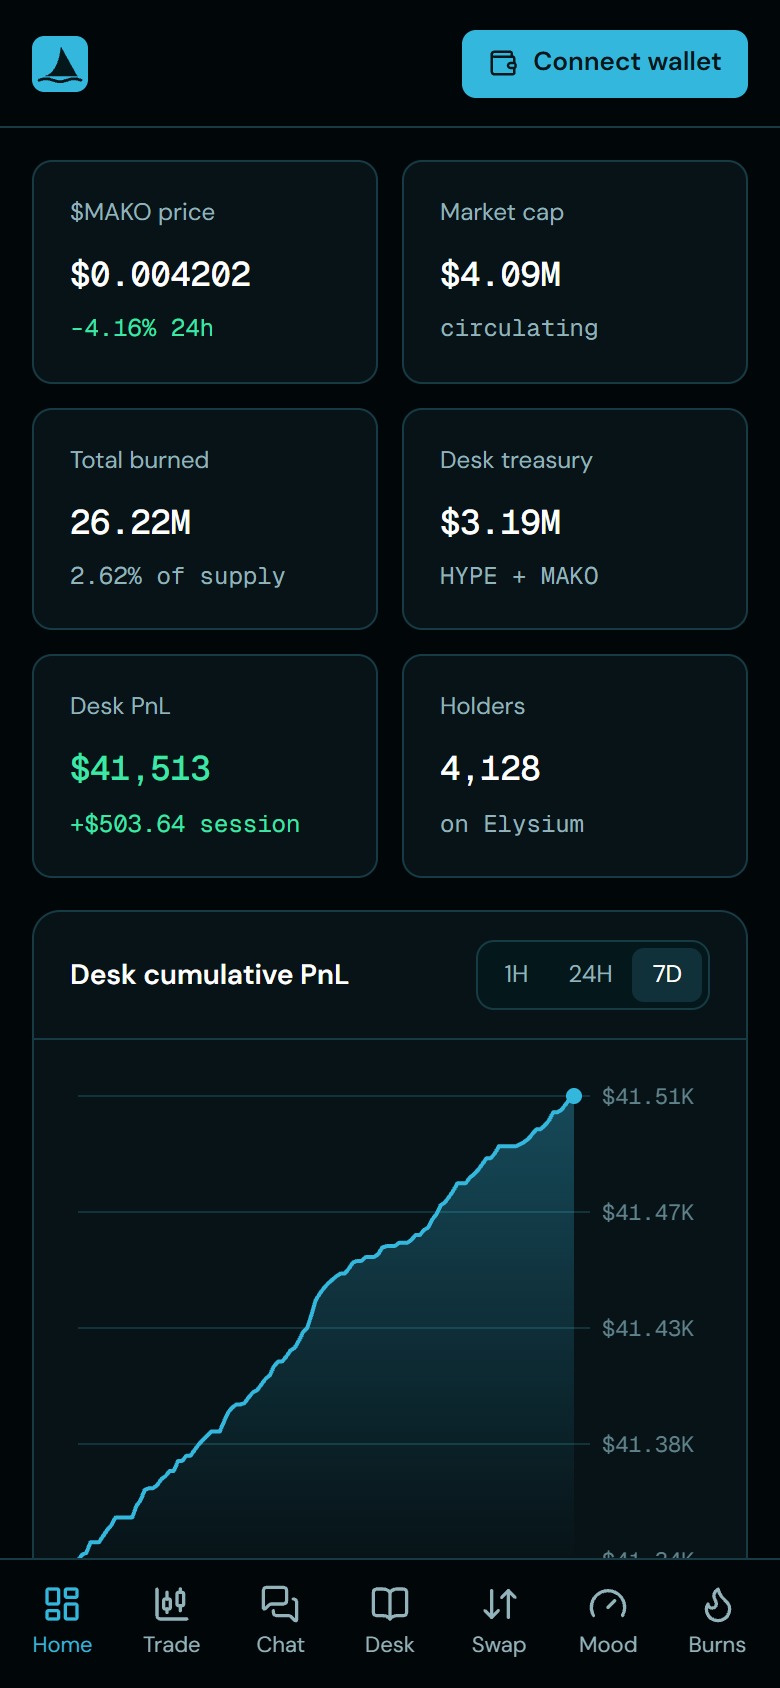 Connect wallet
$MAKO price
$0.004202
-4.16% 24h
Market cap
$4.09M
circulating
Total burned
26.22M
2.62% of supply
Desk treasury
$3.19M
HYPE + MAKO
Desk PnL
$41,513
+$503.64 session
Holders
4,128
on Elysium
Desk cumulative PnL
1H 24H 7D
$41.51K
$41.47K
$41.43K
$41.38K
Home Trade Chat Desk Swap Mood Burns